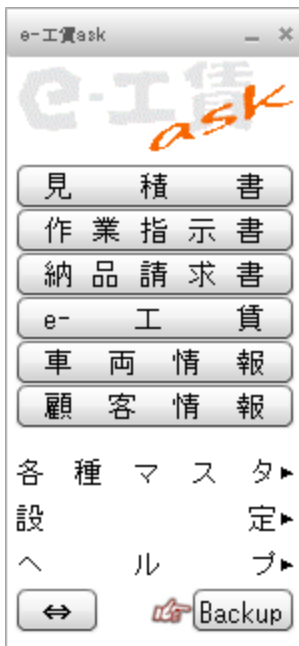 e-工賃ask
e-工賃
ask
見積書
作業指示書
納品請求書
e-工賃
車両情報
顧客情報
各種マスタ▶
設定▶
ヘルプ▶
⇔ Backup